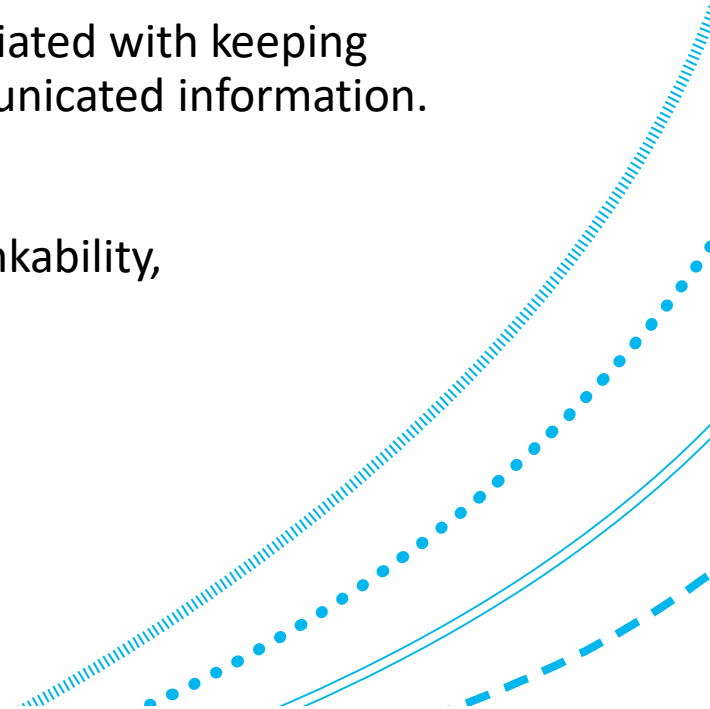 iated with keeping
unicated information.
nkability,